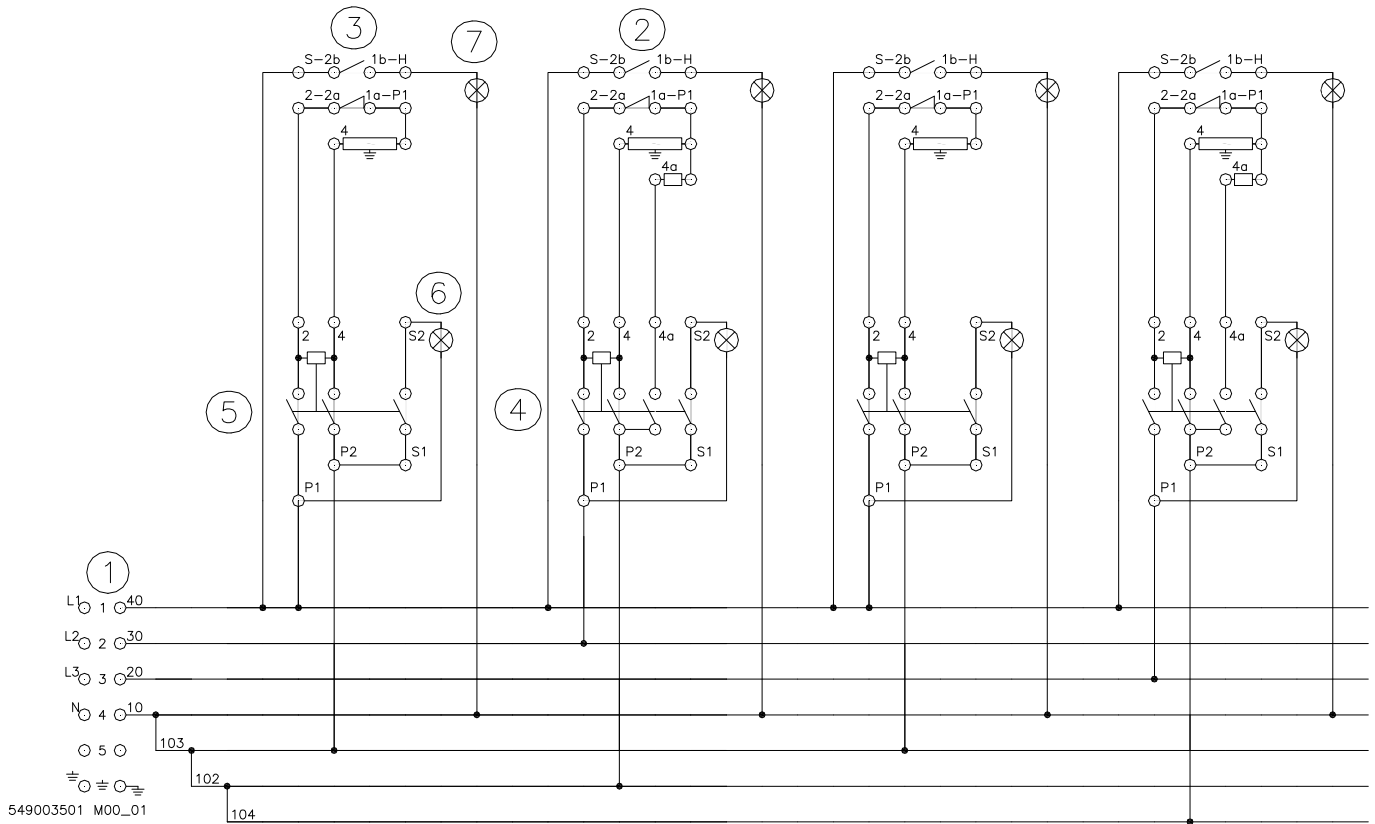 3 7 2
S-2b 1b-H S-2b 1b-H S-2b 1b-H S-2b 1b-H
2-2a 1a-P1 2-2a 1a-P1 2-2a 1a-P1 2-2a 1a-P1
4 4 4 4
4a 4a
6
2 4 S2 2 4 4a S2 2 4 S2 2 4 4a S2
5 4
P2 S1 P2 S1 P2 S1 P2 S1
P1 P1 P1 P1
1
L1 1 40
L2 2 30
L3 3 20
N 4 10
5 103
102
549003501 M00_01 104